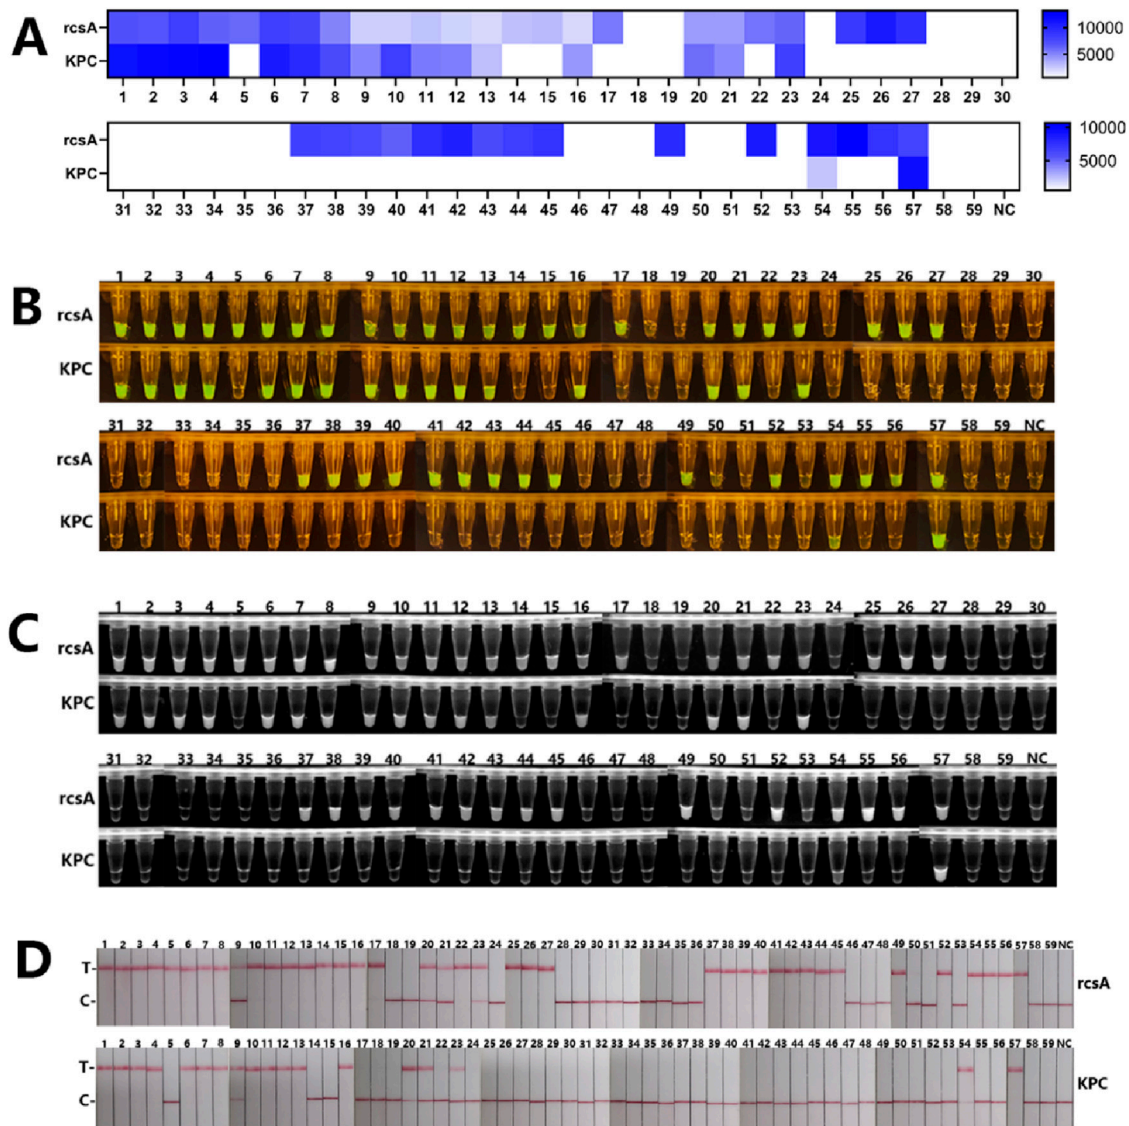 A
rcsA
KPC
1 2 3 4 5 6 7 8 9 10 11 12 13 14 15 16 17 18 19 20 21 22 23 24 25 26 27 28 29 30
10000
5000
rcsA
KPC
31 32 33 34 35 36 37 38 39 40 41 42 43 44 45 46 47 48 49 50 51 52 53 54 55 56 57 58 59 NC
10000
5000
B
1 2 3 4 5 6 7 8 9 10 11 12 13 14 15 16 17 18 19 20 21 22 23 24 25 26 27 28 29 30
rcsA
KPC
31 32 33 34 35 36 37 38 39 40 41 42 43 44 45 46 47 48 49 50 51 52 53 54 55 56 57 58 59 NC
rcsA
KPC
C
1 2 3 4 5 6 7 8 9 10 11 12 13 14 15 16 17 18 19 20 21 22 23 24 25 26 27 28 29 30
rcsA
KPC
31 32 33 34 35 36 37 38 39 40 41 42 43 44 45 46 47 48 49 50 51 52 53 54 55 56 57 58 59 NC
rcsA
KPC
D
1 2 3 4 5 6 7 8 9 10 11 12 13 14 15 16 17 18 19 20 21 22 23 24 25 26 27 28 29 30 31 32 33 34 35 36 37 38 39 40 41 42 43 44 45 46 47 48 49 50 51 52 53 54 55 56 57 58 59 NC
T-
C-
rcsA
1 2 3 4 5 6 7 8 9 10 11 12 13 14 15 16 17 18 19 20 21 22 23 24 25 26 27 28 29 30 31 32 33 34 35 36 37 38 39 40 41 42 43 44 45 46 47 48 49 50 51 52 53 54 55 56 57 58 59 NC
T-
C-
KPC